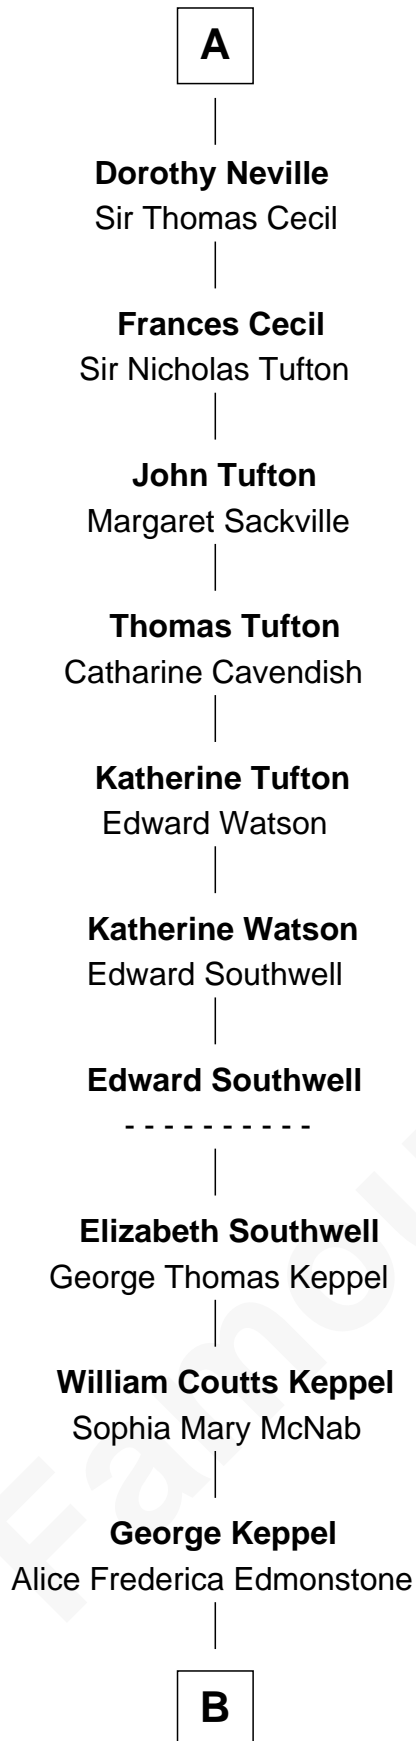 A
Dorothy Neville
Sir Thomas Cecil
Frances Cecil
Sir Nicholas Tufton
John Tufton
Margaret Sackville
Thomas Tufton
Catharine Cavendish
Katherine Tufton
Edward Watson
Katherine Watson
Edward Southwell
Edward Southwell
- - - - - - - - - -
Elizabeth Southwell
George Thomas Keppel
William Coutts Keppel
Sophia Mary McNab
George Keppel
Alice Frederica Edmonstone
B
Famou